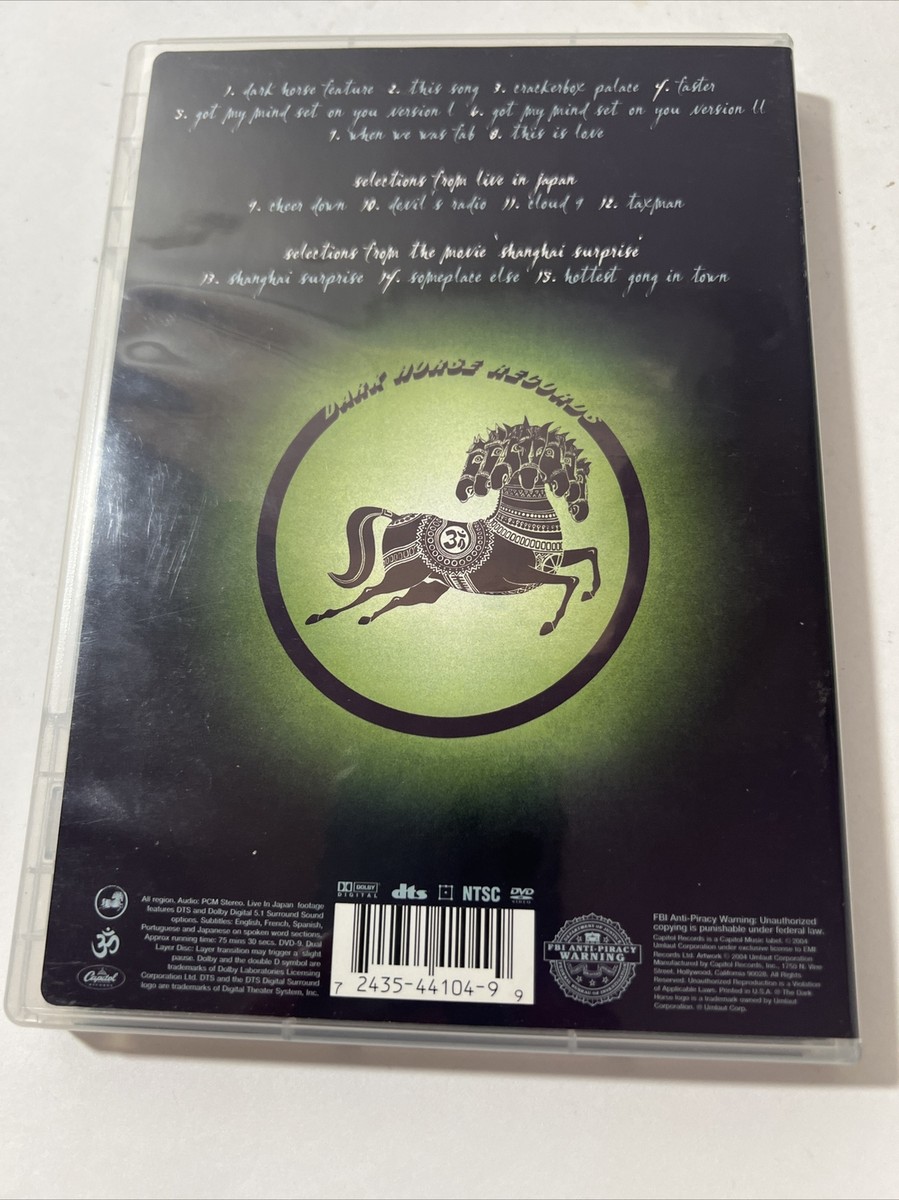 1. dark horse feature 2. this song 3. crackerbox palace 4. faster
5. got my mind set on you version l 6. got my mind set on you version ll
7. when we was fab 8. this is love
selections from live in japan
9. cheer down 10. devil's radio 11. cloud 9 12. taxman
selections from the movie 'shanghai surprise'
13. shanghai surprise 14. someplace else 15. hottest gong in town
DARK HORSE RECORDS
ॐ
All region. Audio: PCM Stereo. Live In Japan footage
features DTS and Dolby Digital 5.1 Surround Sound
options. Subtitles: English, French, Spanish,
Portuguese and Japanese on spoken word sections.
Approx running time: 75 mins 30 secs. DVD-9. Dual
Layer Disc: Layer transition may trigger a slight
pause. Dolby and the double D symbol are
trademarks of Dolby Laboratories Licensing
Corporation Ltd. DTS and the DTS Digital Surround
logo are trademarks of Digital Theater System, Inc.
ॐ
Capitol
RECORDS
DOLBY
DIGITAL
dts
NTSC
DVD
VIDEO
7 2435-44104-9 9
FBI ANTI-PIRACY
WARNING
FBI Anti-Piracy Warning: Unauthorized
copying is punishable under federal law.
Capitol Records is a Capitol Music label. ℗ 2004
Umlaut Corporation under exclusive license to EMI
Records Ltd. Artwork © 2004 Umlaut Corporation
Manufactured by Capitol Records, Inc., 1750 N. Vine
Street, Hollywood, California 90028. All Rights
Reserved. Unauthorized Reproduction is a Violation
of Applicable Laws. Printed in U.S.A. ® The Dark
Horse logo is a trademark owned by Umlaut
Corporation. © Umlaut Corp.